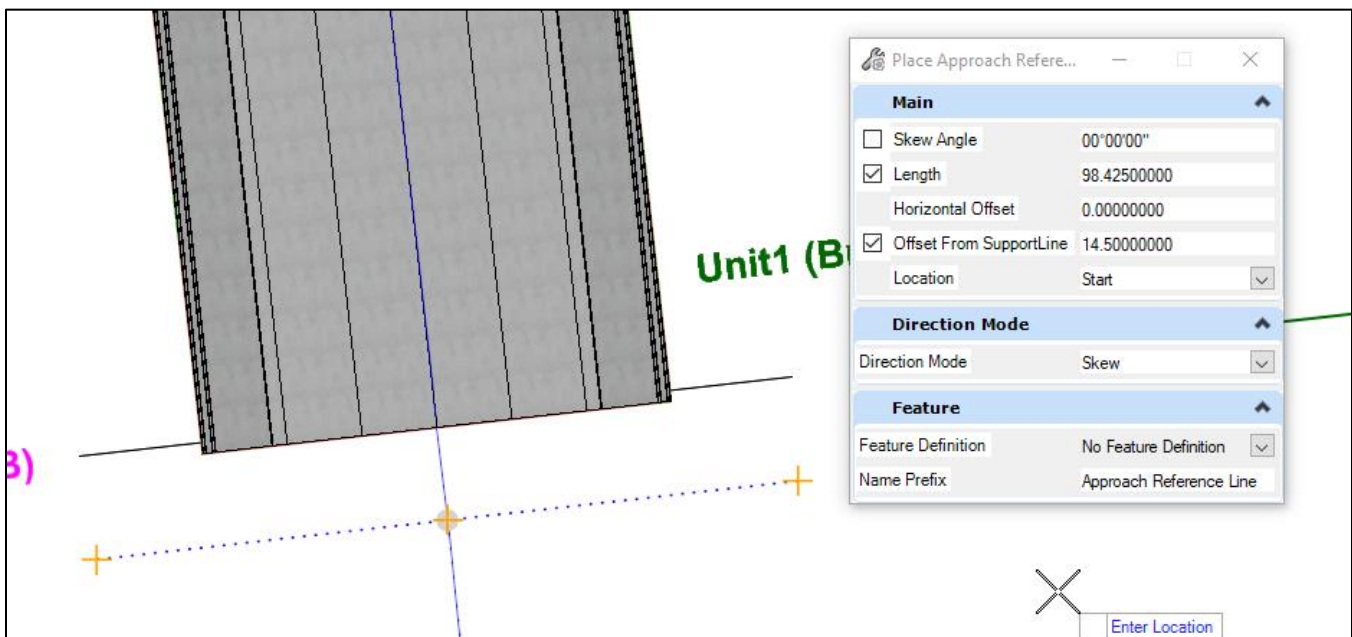 Place Approach Refere...
Main
Skew Angle 00°00'00"
Length 98.42500000
Horizontal Offset 0.00000000
Offset From SupportLine 14.50000000
Location Start
Direction Mode
Direction Mode Skew
Feature
Feature Definition No Feature Definition
Name Prefix Approach Reference Line
Unit1 (B
3)
Enter Location